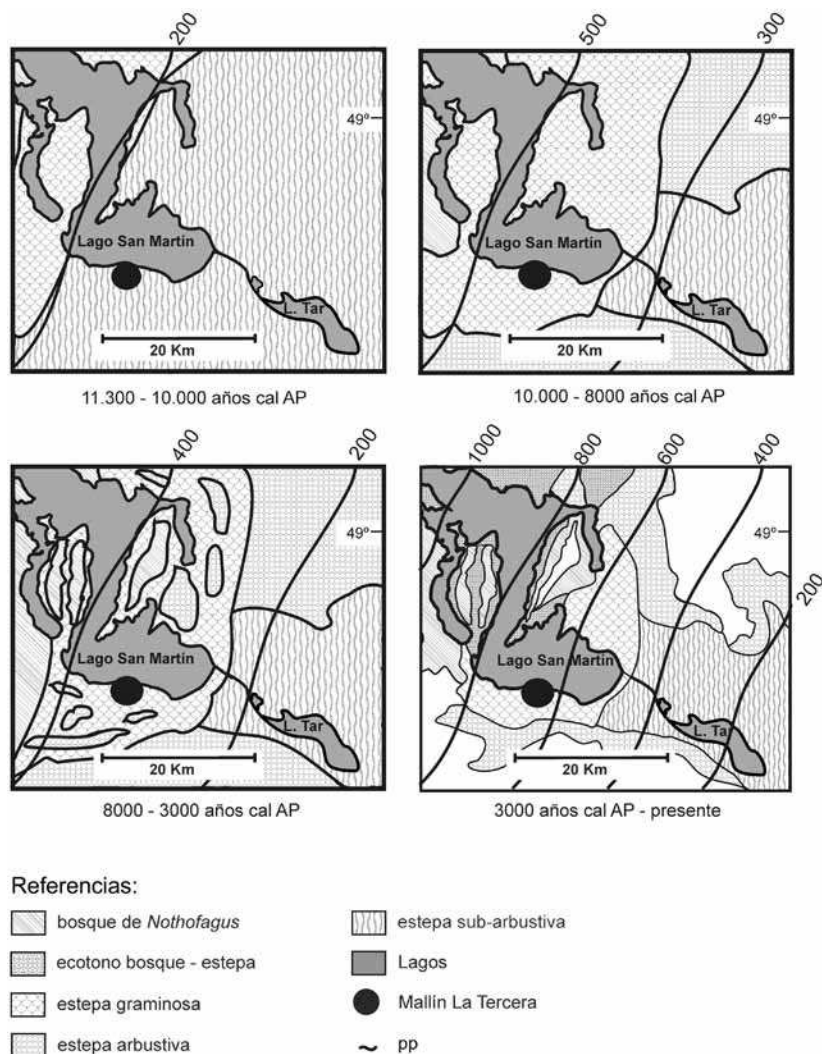 200
500
300
49º
49º
Lago San Martín
Lago San Martín
L. Tar
L. Tar
20 Km
20 Km
11.300 - 10.000 años cal AP
10.000 - 8000 años cal AP
400
200
1000
800
600
400
49º
49º
200
Lago San Martín
Lago San Martín
L. Tar
L. Tar
20 Km
20 Km
8000 - 3000 años cal AP
3000 años cal AP - presente
Referencias:
bosque de Nothofagus
estepa sub-arbustiva
ecotono bosque - estepa
Lagos
estepa graminosa
Mallín La Tercera
estepa arbustiva
pp